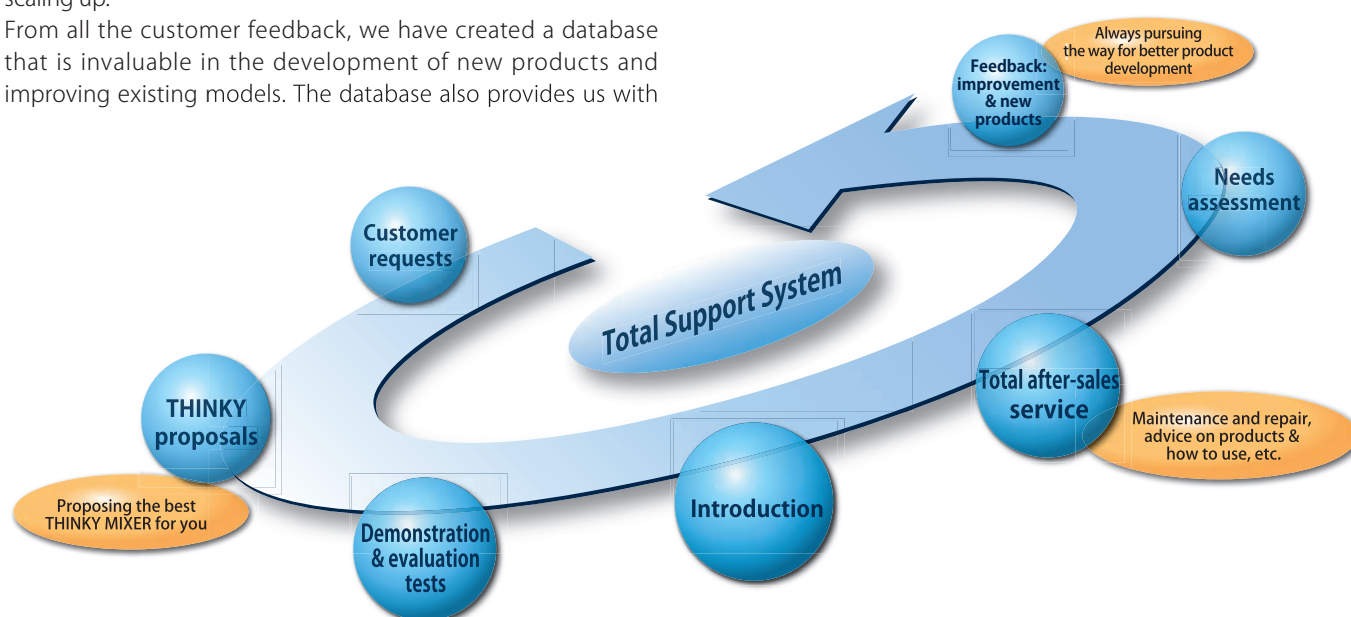 scaling up.
From all the customer feedback, we have created a database
that is invaluable in the development of new products and
improving existing models. The database also provides us with
Always pursuing
the way for better product
development
Feedback:
improvement
& new
products
Needs
assessment
Customer
requests
Total Support System
THINKY
proposals
Proposing the best
THINKY MIXER for you
Demonstration
& evaluation
tests
Introduction
Total after-sales
service
Maintenance and repair,
advice on products &
how to use, etc.